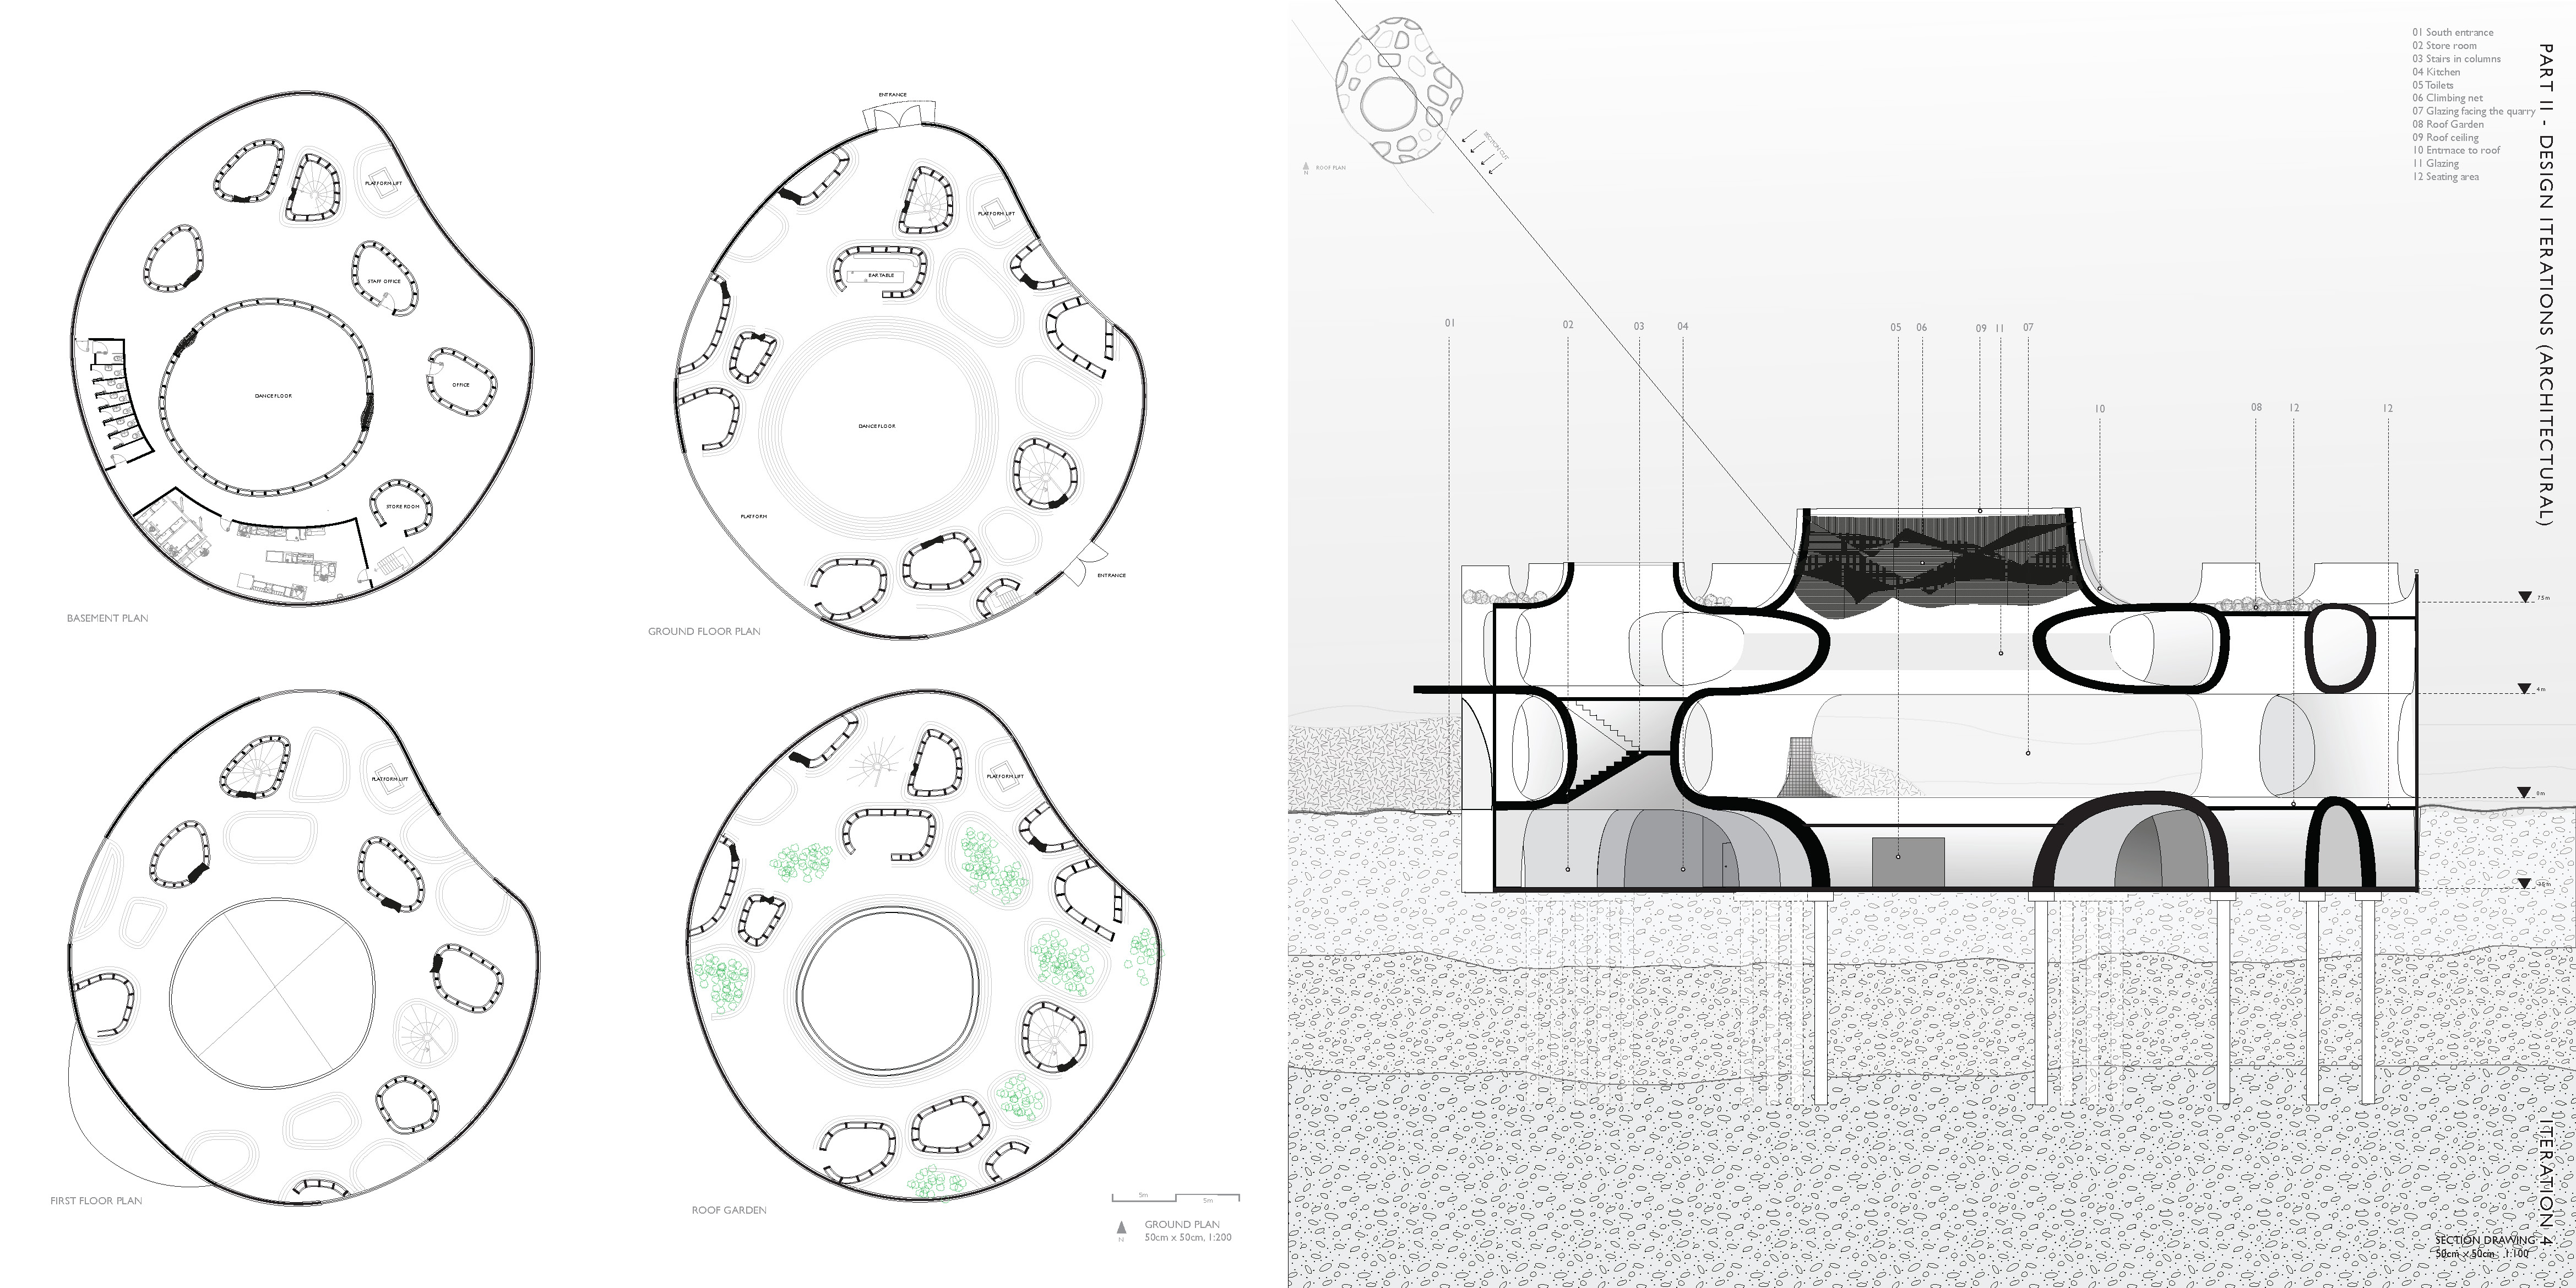 PLATFORM LIFT
STAFF OFFICE
OFFICE
DANCE FLOOR
STORE ROOM
BASEMENT PLAN
ENTRANCE
PLATFORM LIFT
BAR TABLE
DANCE FLOOR
PLATFORM
ENTRANCE
GROUND FLOOR PLAN
PLATFORM LIFT
FIRST FLOOR PLAN
PLATFORM LIFT
ROOF GARDEN
5m
5m
N
GROUND PLAN
50cm x 50cm, 1:200
SECTION CUT
N
ROOF PLAN
01 South entrance
02 Store room
03 Stairs in columns
04 Kitchen
05 Toilets
06 Climbing net
07 Glazing facing the quarry
08 Roof Garden
09 Roof ceiling
10 Entrnace to roof
11 Glazing
12 Seating area
PART II - DESIGN ITERATIONS (ARCHITECTURAL)
01
02
03
04
05
06
09
11
07
10
08
12
12
4 m
0 m
ITERATION 4
SECTION DRAWING
50cm x 50cm 1:100